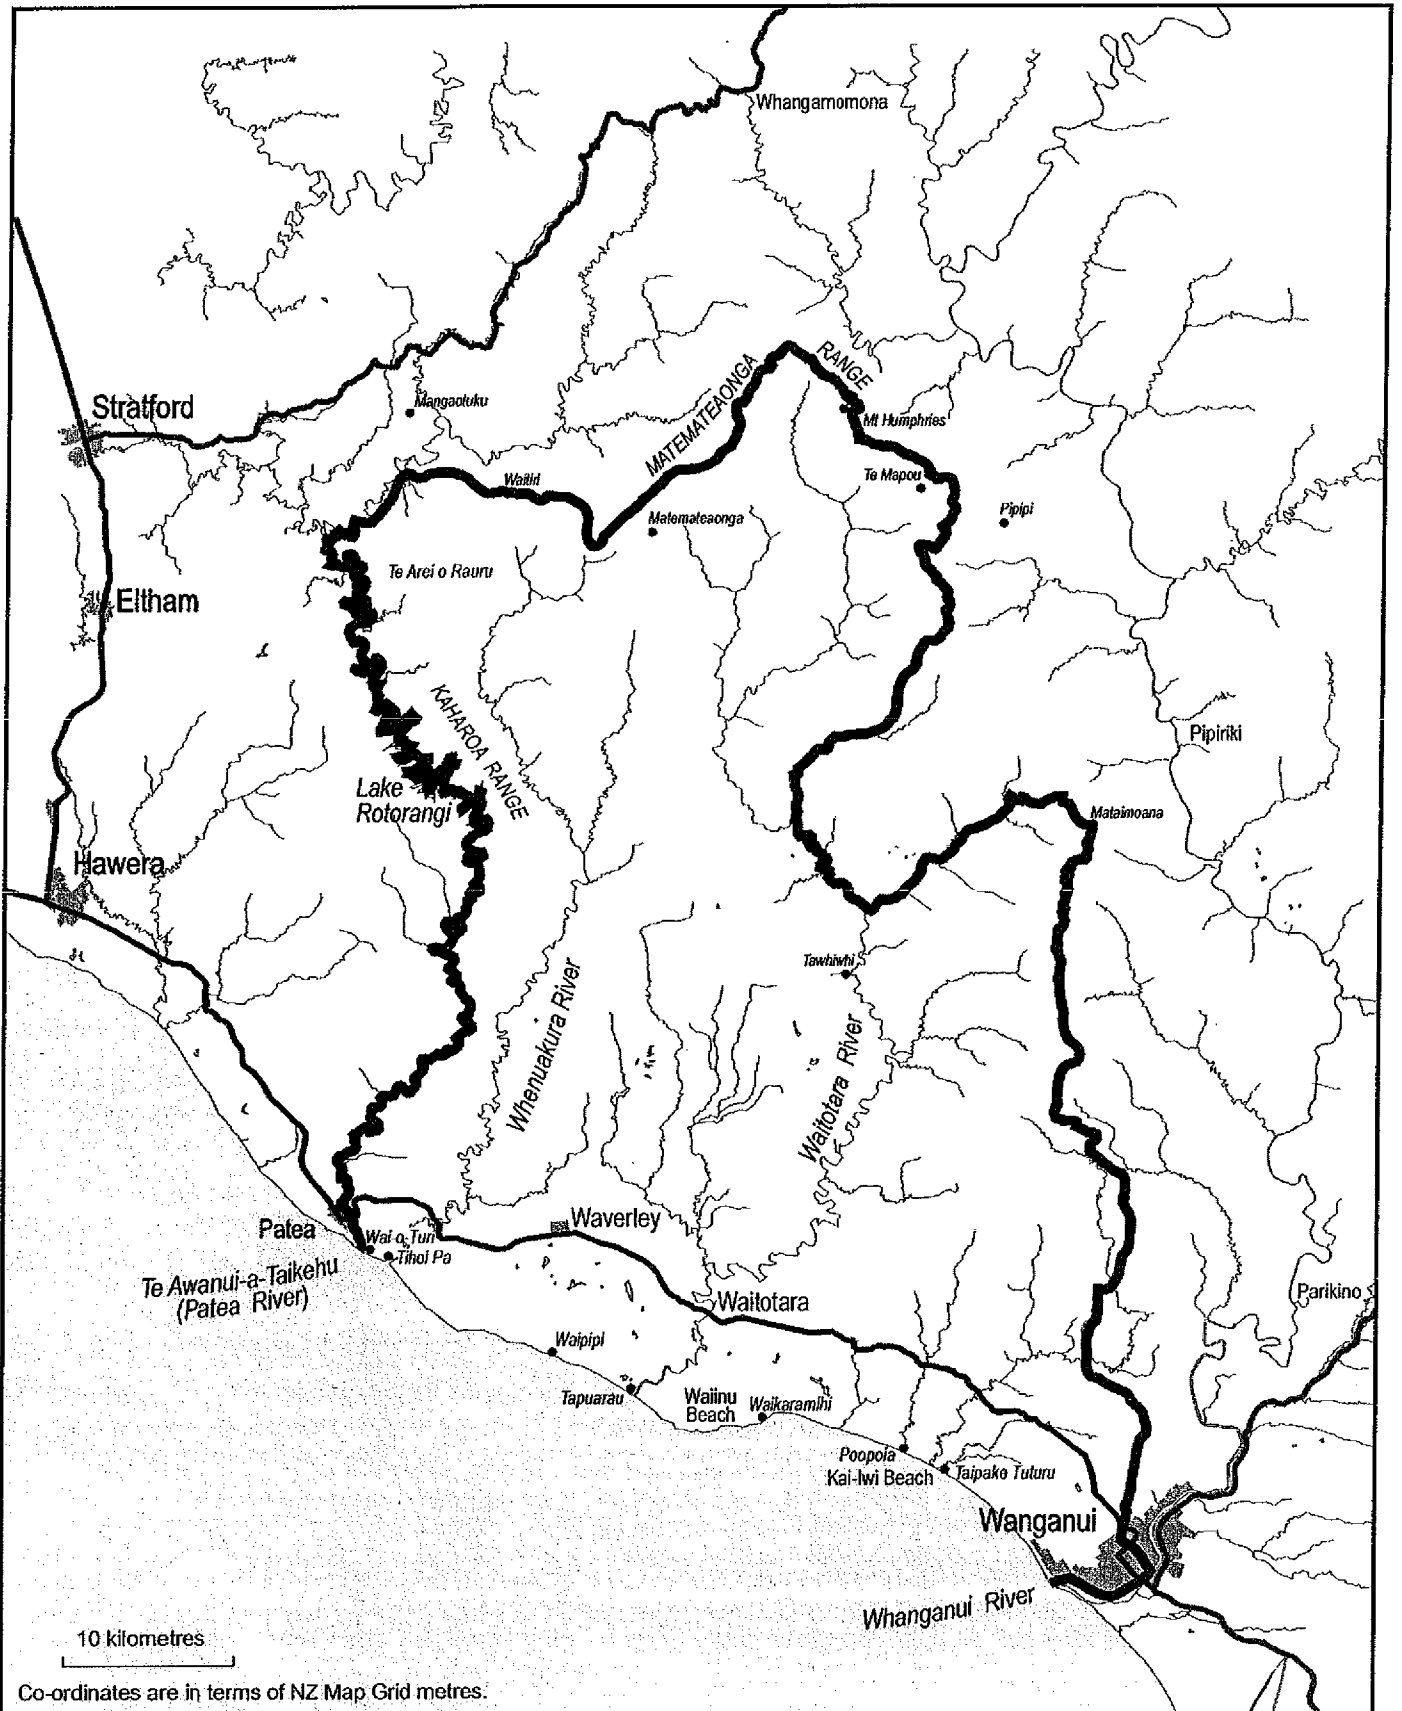 Whangamomona
MATEMATEAONGA
RANGE
Stratford
Mangaotuku
Mt Humphries
Te Mapou
Waitiri
Matemateaonga
Pipipi
Te Arei o Rauru
Eltham
KAHAROA RANGE
Pipiriki
Lake
Rotorangi
Mataimoana
Hawera
Tawhiwhi
Whenuakura River
Waitotara River
Patea
Wai o Turi
Tihoi Pa
Waverley
Te Awanui-a-Taikehu
(Patea River)
Parikino
Waitotara
Waipipi
Tapuarau
Waiinu
Beach
Waikaramihi
Poopoia
Kai-Iwi Beach
Taipake Tuturu
Wanganui
Whanganui River
10 kilometres
Co-ordinates are in terms of NZ Map Grid metres.